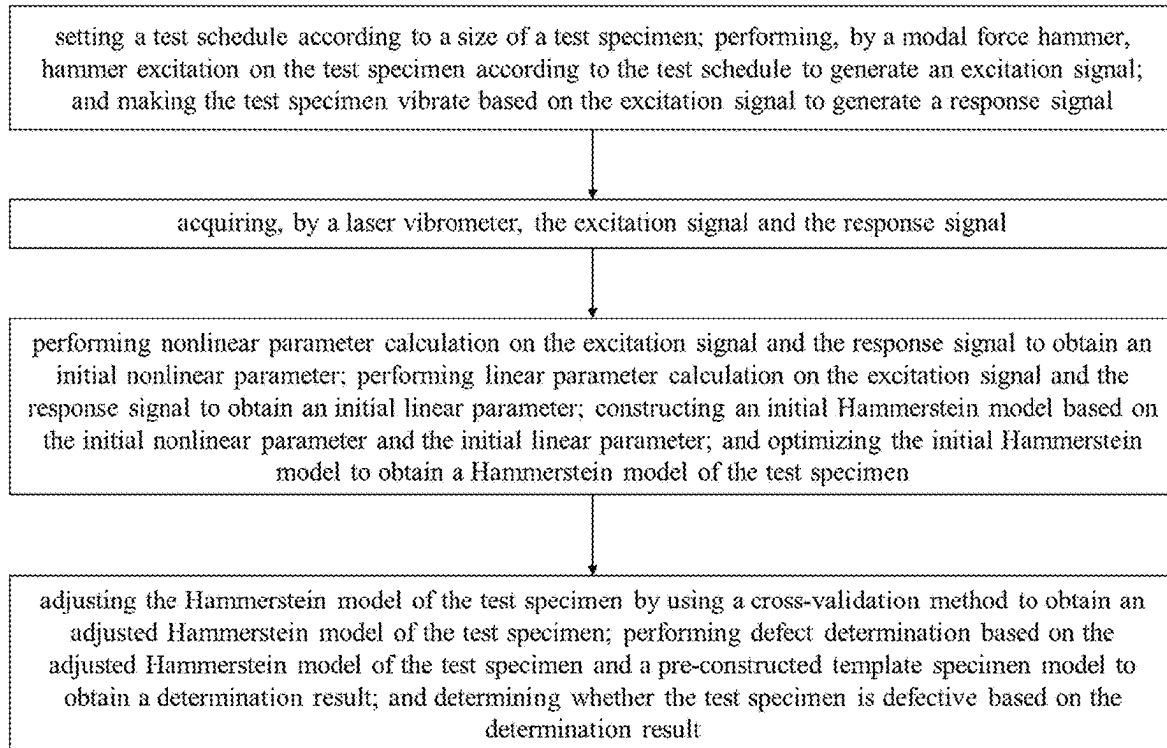 setting a test schedule according to a size of a test specimen; performing, by a modal force hammer,
hammer excitation on the test specimen according to the test schedule to generate an excitation signal;
and making the test specimen vibrate based on the excitation signal to generate a response signal
acquiring, by a laser vibrometer, the excitation signal and the response signal
performing nonlinear parameter calculation on the excitation signal and the response signal to obtain an
initial nonlinear parameter; performing linear parameter calculation on the excitation signal and the
response signal to obtain an initial linear parameter; constructing an initial Hammerstein model based on
the initial nonlinear parameter and the initial linear parameter; and optimizing the initial Hammerstein
model to obtain a Hammerstein model of the test specimen
adjusting the Hammerstein model of the test specimen by using a cross-validation method to obtain an
adjusted Hammerstein model of the test specimen; performing defect determination based on the
adjusted Hammerstein model of the test specimen and a pre-constructed template specimen model to
obtain a determination result; and determining whether the test specimen is defective based on the
determination result